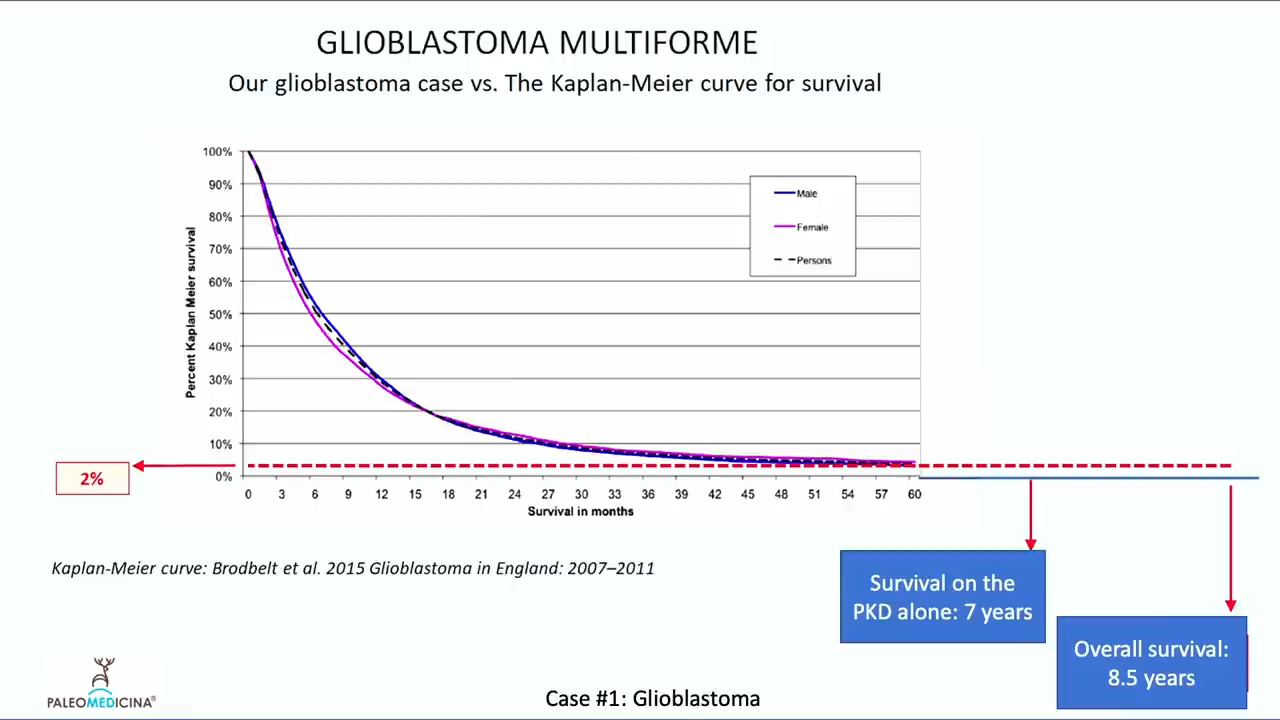 GLIOBLASTOMA MULTIFORME
Our glioblastoma case vs. The Kaplan-Meier curve for survival
100%
90%
80%
70%
60%
50%
40%
30%
20%
10%
0%
Percent Kaplan Meier survival
Male
Female
Persons
2%
0 3 6 9 12 15 18 21 24 27 30 33 36 39 42 45 48 51 54 57 60
Survival in months
Kaplan-Meier curve: Brodbelt et al. 2015 Glioblastoma in England: 2007–2011
Survival on the
PKD alone: 7 years
Overall survival:
8.5 years
PALEOMEDICINA®
Case #1: Glioblastoma